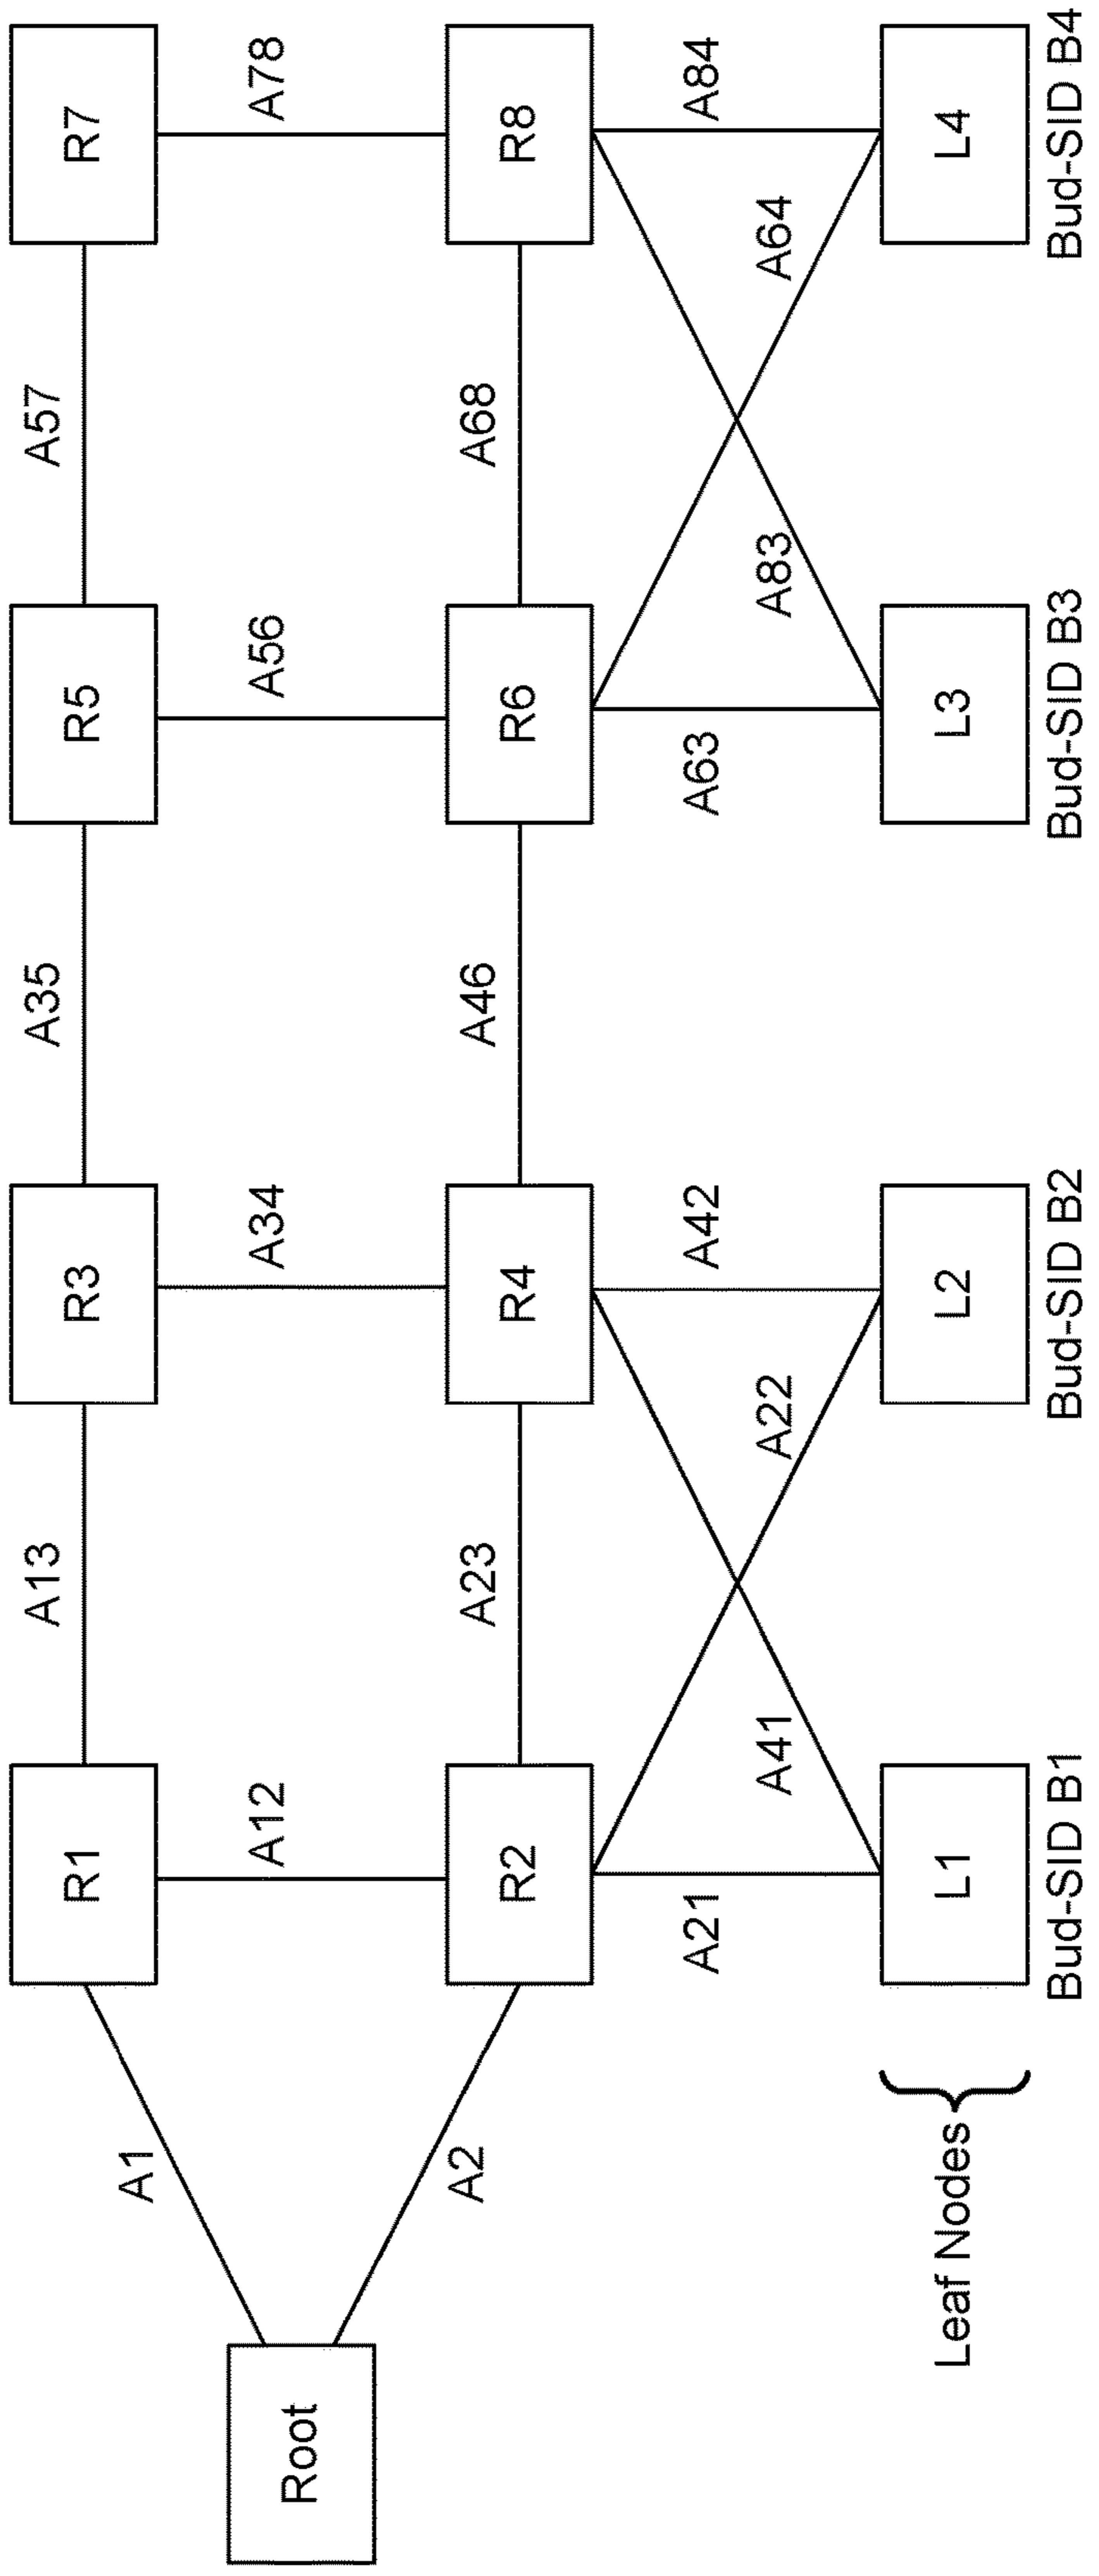 R1
A13
R3
A35
R5
A57
R7
A1
A12
A34
A56
A78
Root
A2
R2
A23
R4
A46
R6
A68
R8
A21
A42
A63
A84
A41
A22
A83
A64
Leaf Nodes
L1
L2
L3
L4
Bud-SID B1
Bud-SID B2
Bud-SID B3
Bud-SID B4